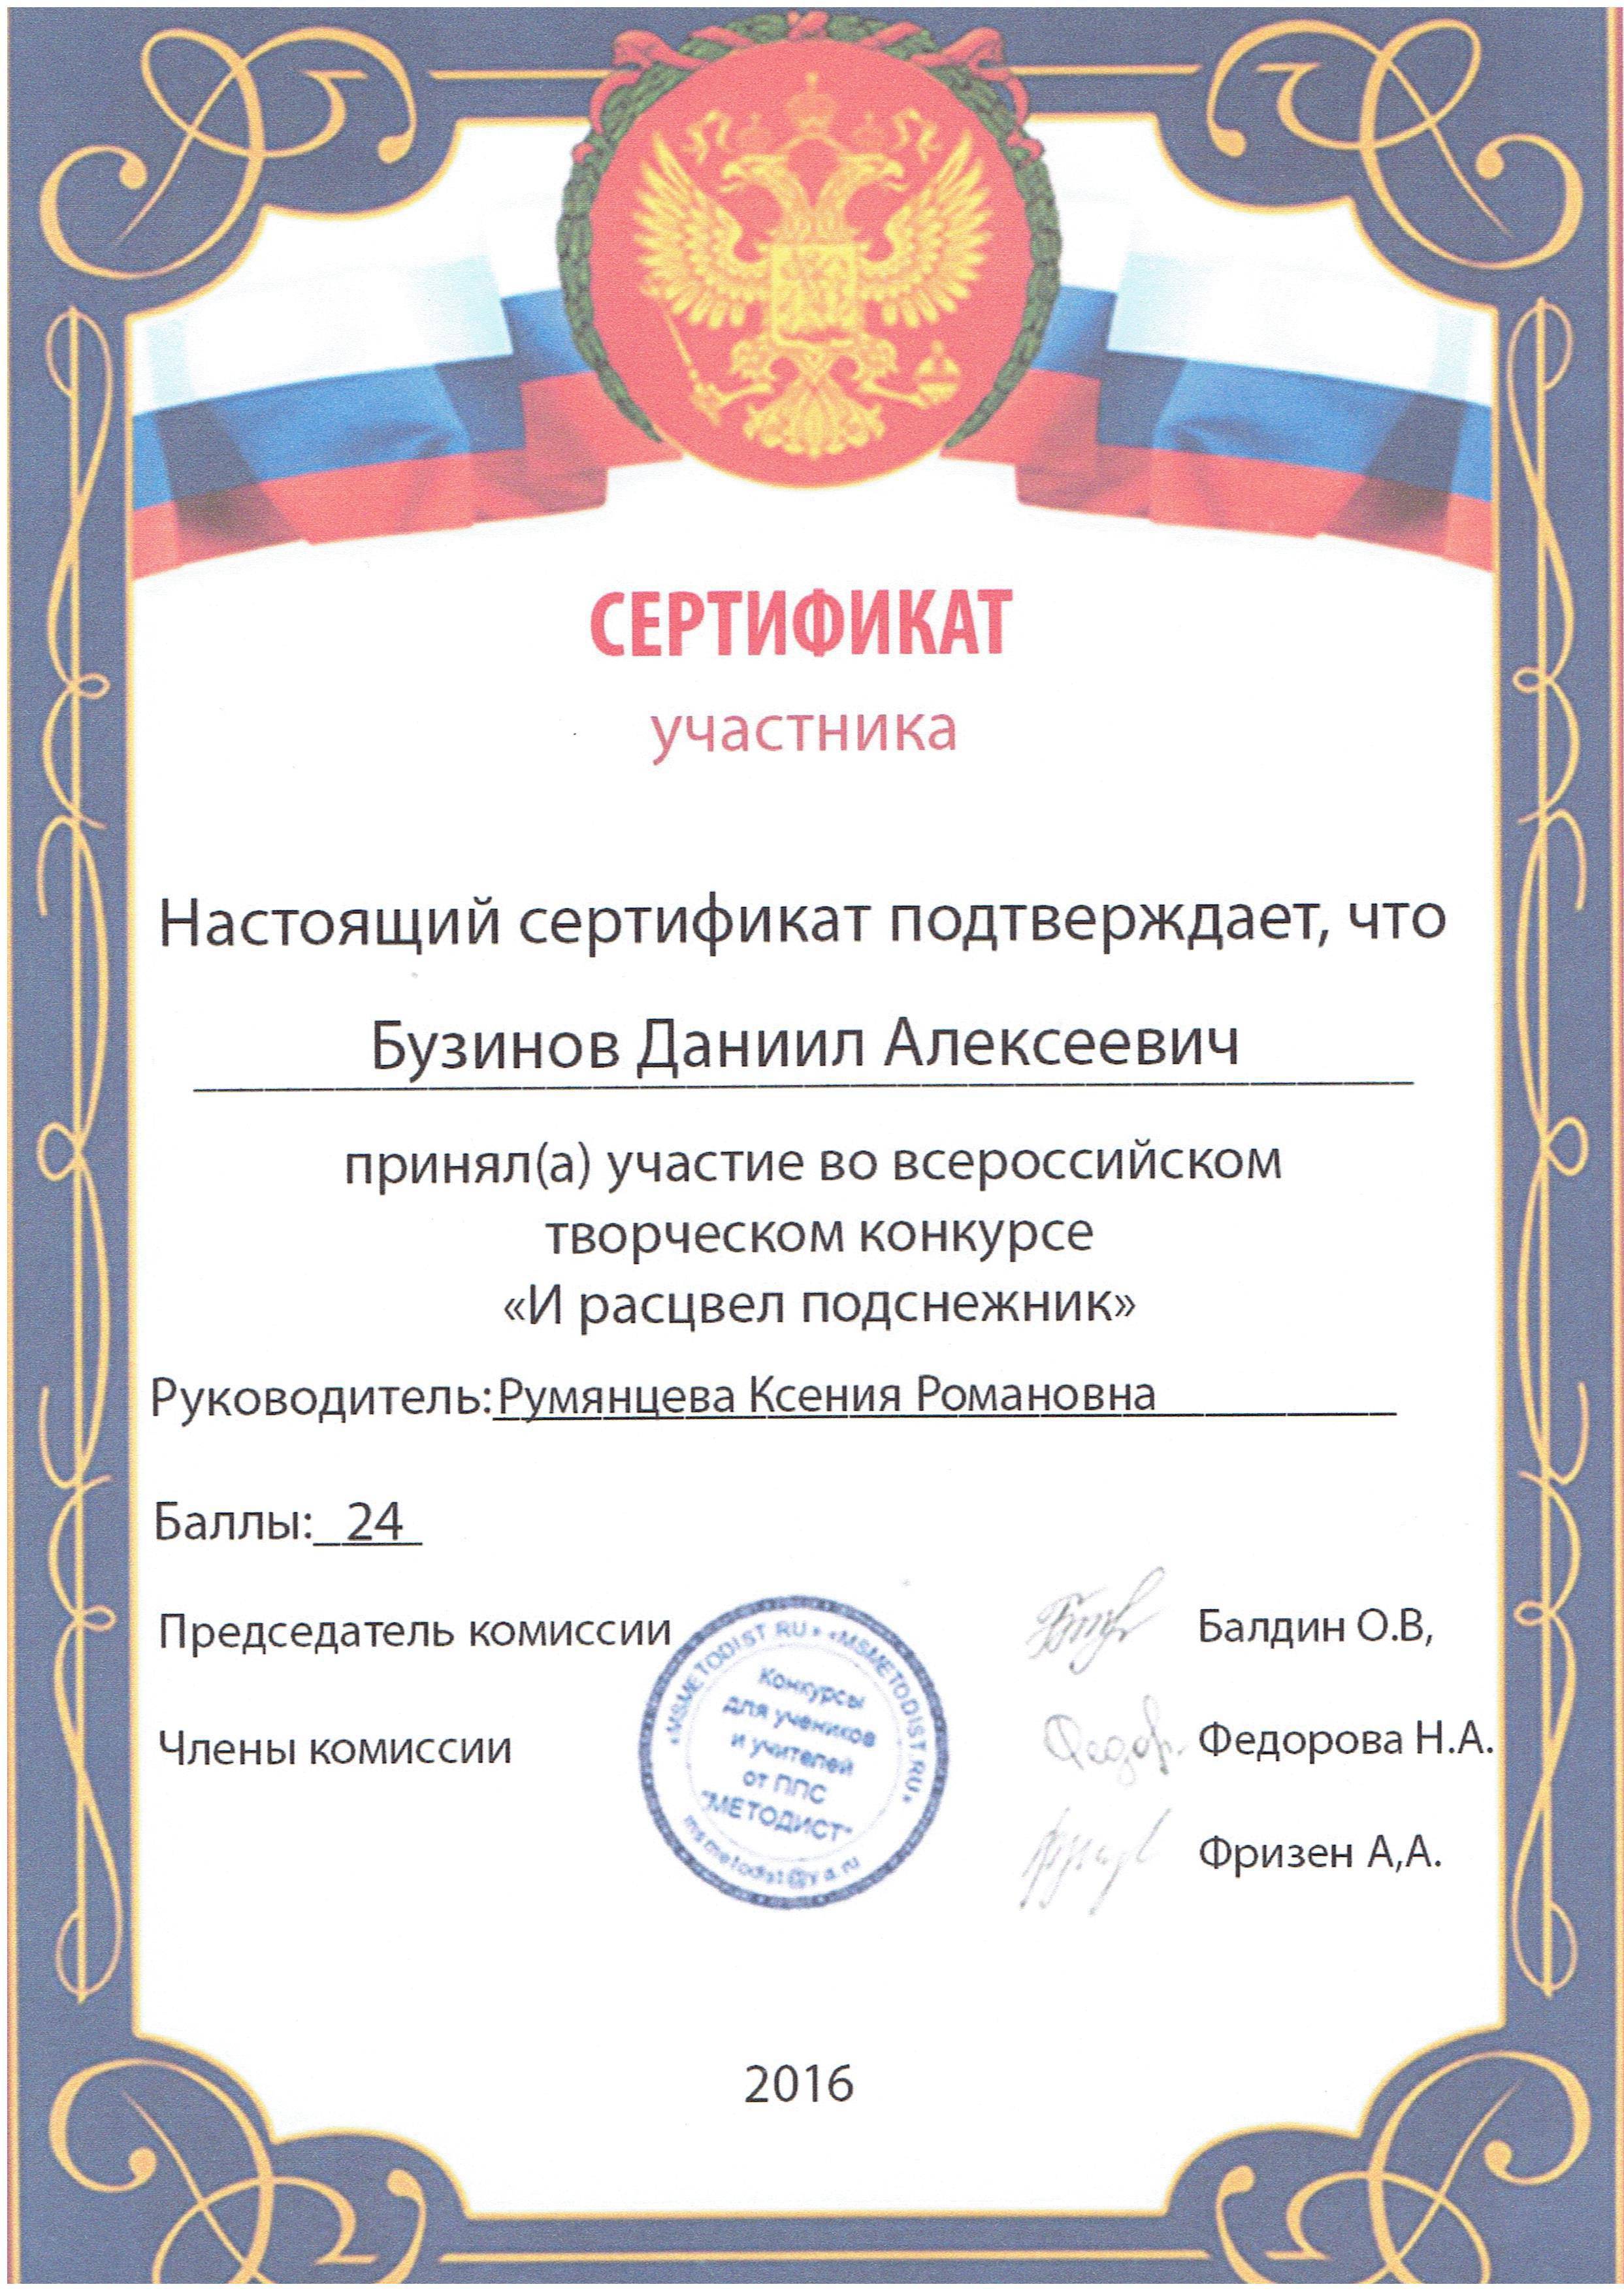 СЕРТИФИКАТ
участника
Настоящий сертификат подтверждает, что
Бузинов Даниил Алексеевич
принял(а) участие во всероссийском
творческом конкурсе
«И расцвел подснежник»
Руководитель: Румянцева Ксения Романовна
Баллы: 24
Председатель комиссии
Балдин О.В,
Члены комиссии
Федорова Н.А.
Фризен А,А.
«MSMETODIST.RU» «MSMETODIST.RU»
Конкурсы
для учеников
и учителей
от ППС
"МЕТОДИСТ"
msmetodist@ya.ru
2016